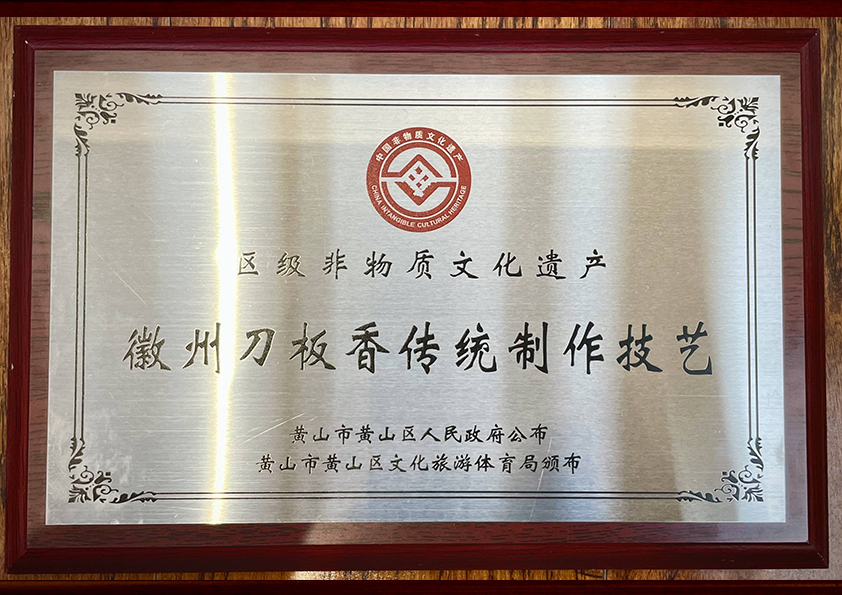 中国非物质文化遗产
CHINA INTANGIBLE CULTURAL HERITAGE
区级非物质文化遗产
徽州刀板香传统制作技艺
黄山市黄山区人民政府公布
黄山市黄山区文化旅游体育局颁布